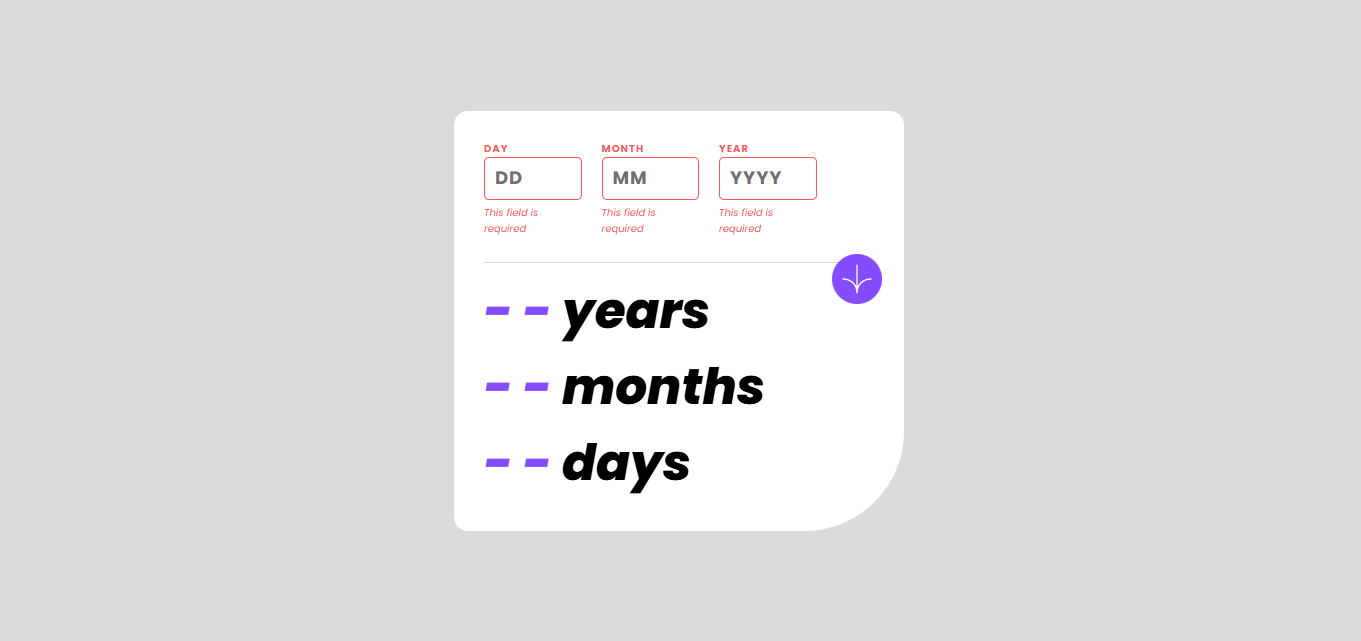 DAY MONTH YEAR
DD MM YYYY
This field is required This field is required This field is required
- - years
- - months
- - days